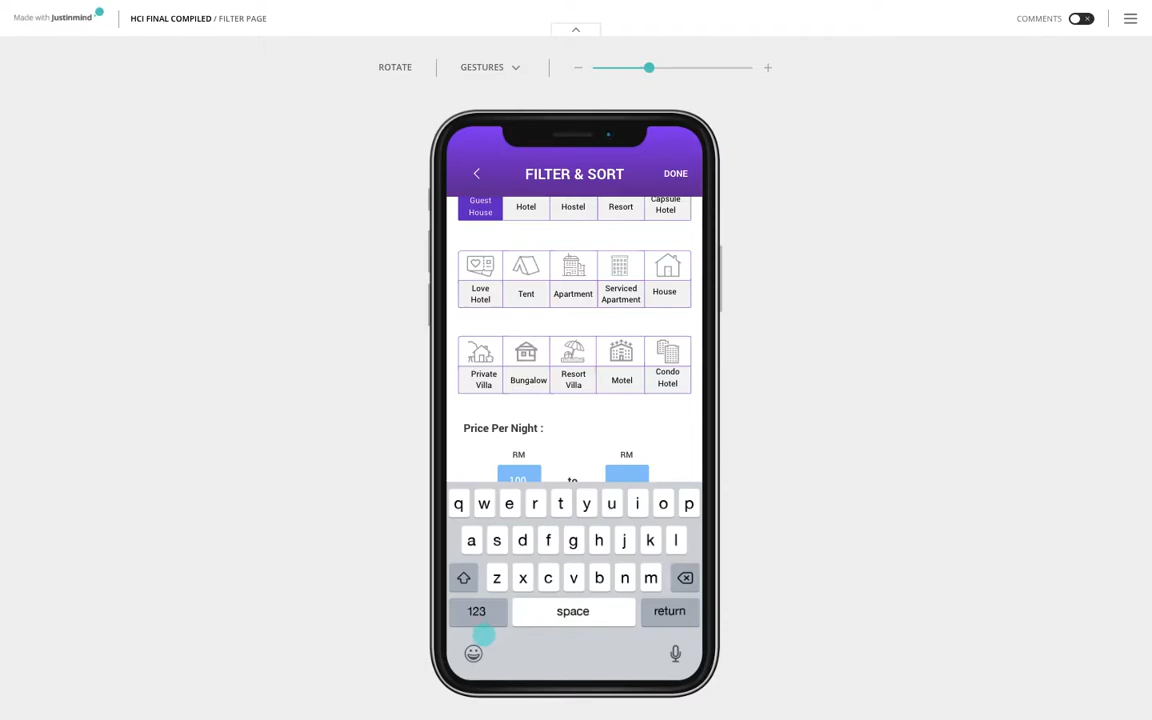 Made with Justinmind
HCI FINAL COMPILED / FILTER PAGE
COMMENTS
ROTATE
GESTURES
FILTER & SORT
DONE
Guest House
Hotel
Hostel
Resort
Capsule Hotel
Love Hotel
Tent
Apartment
Serviced Apartment
House
Private Villa
Bungalow
Resort Villa
Motel
Condo Hotel
Price Per Night :
RM RM
100 to
q w e r t y u i o p
a s d f g h j k l
z x c v b n m
123 space return